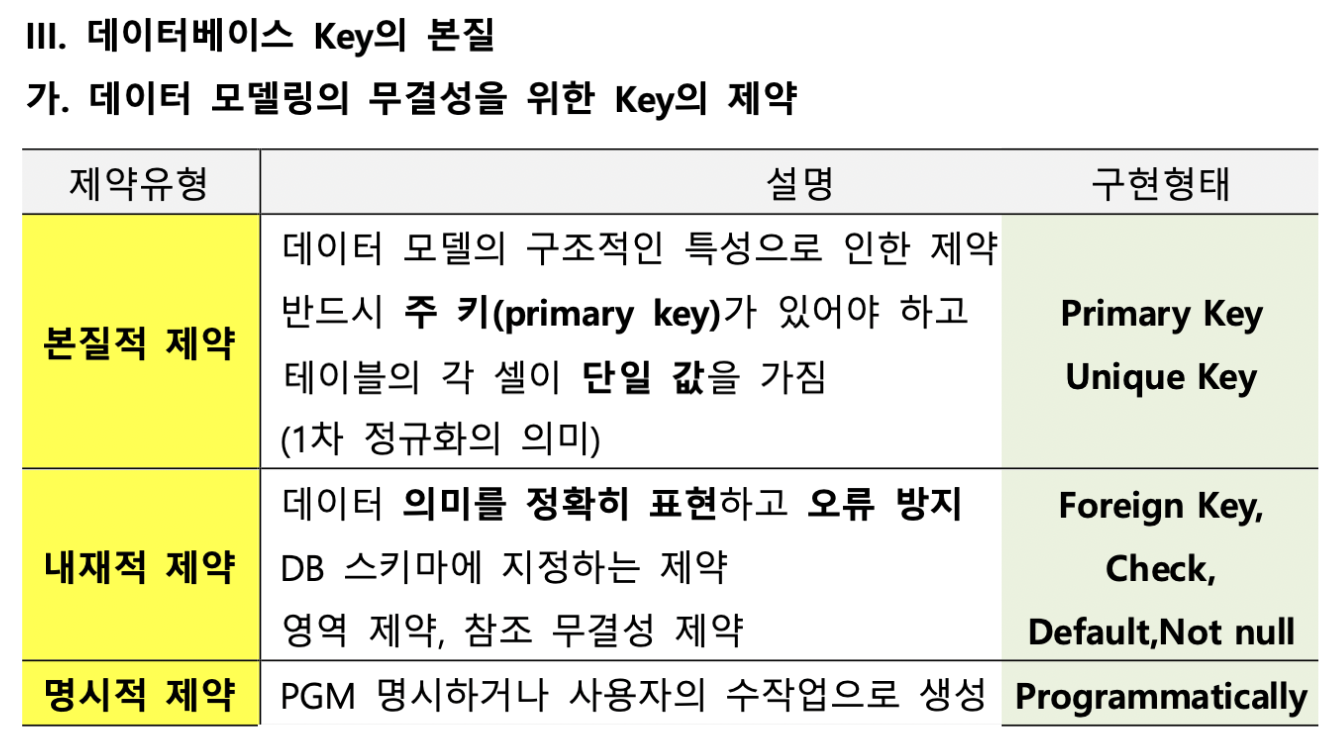 III. 데이터베이스 Key의 본질
가. 데이터 모델링의 무결성을 위한 Key의 제약
제약유형 설명 구현형태
본질적 제약
데이터 모델의 구조적인 특성으로 인한 제약
반드시 주 키(primary key)가 있어야 하고
테이블의 각 셀이 단일 값을 가짐
(1차 정규화의 의미)
Primary Key
Unique Key
내재적 제약
데이터 의미를 정확히 표현하고 오류 방지
DB 스키마에 지정하는 제약
영역 제약, 참조 무결성 제약
Foreign Key,
Check,
Default,Not null
명시적 제약
PGM 명시하거나 사용자의 수작업으로 생성
Programmatically